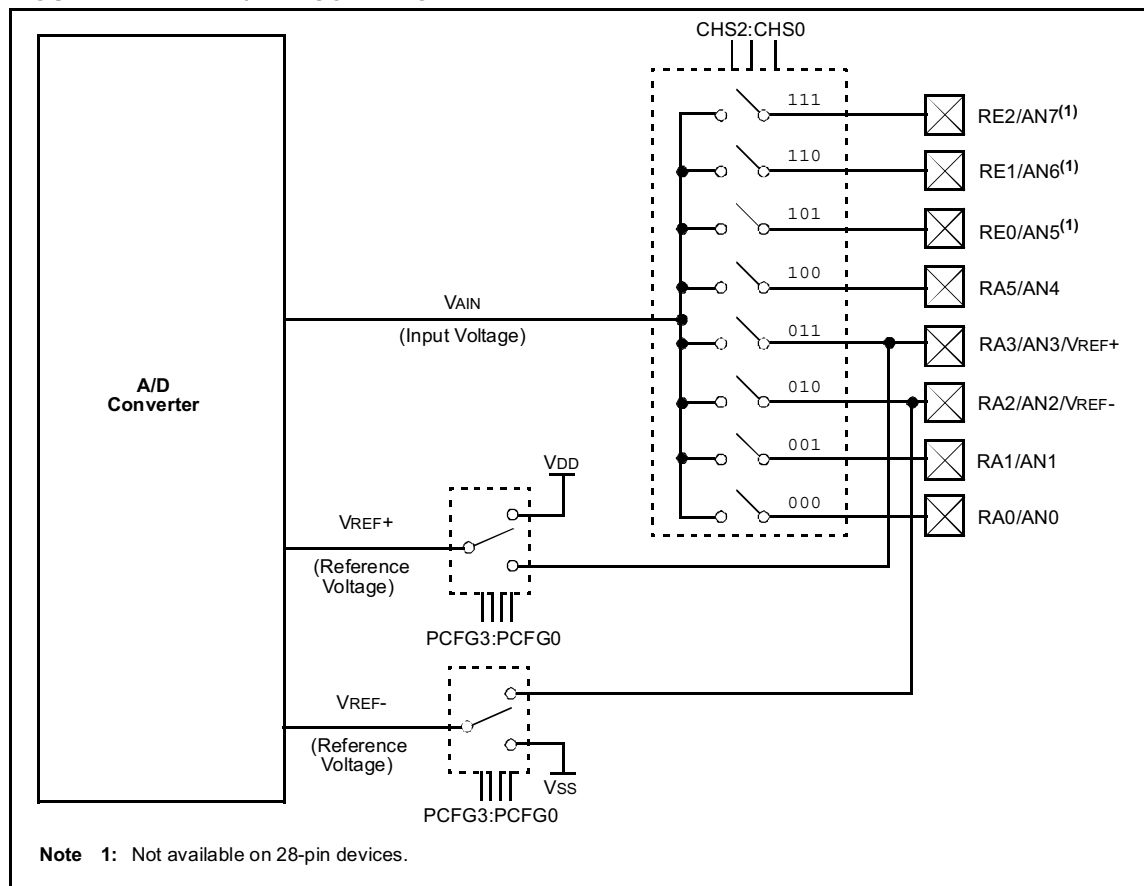 CHS2:CHS0
111
RE2/AN7(1)
110
RE1/AN6(1)
101
RE0/AN5(1)
100
RA5/AN4
VAIN
(Input Voltage)
011
RA3/AN3/VREF+
010
RA2/AN2/VREF-
A/D
Converter
001
RA1/AN1
VDD
000
RA0/AN0
VREF+
(Reference
Voltage)
PCFG3:PCFG0
VREF-
(Reference
Voltage)
VSS
PCFG3:PCFG0
Note 1: Not available on 28-pin devices.